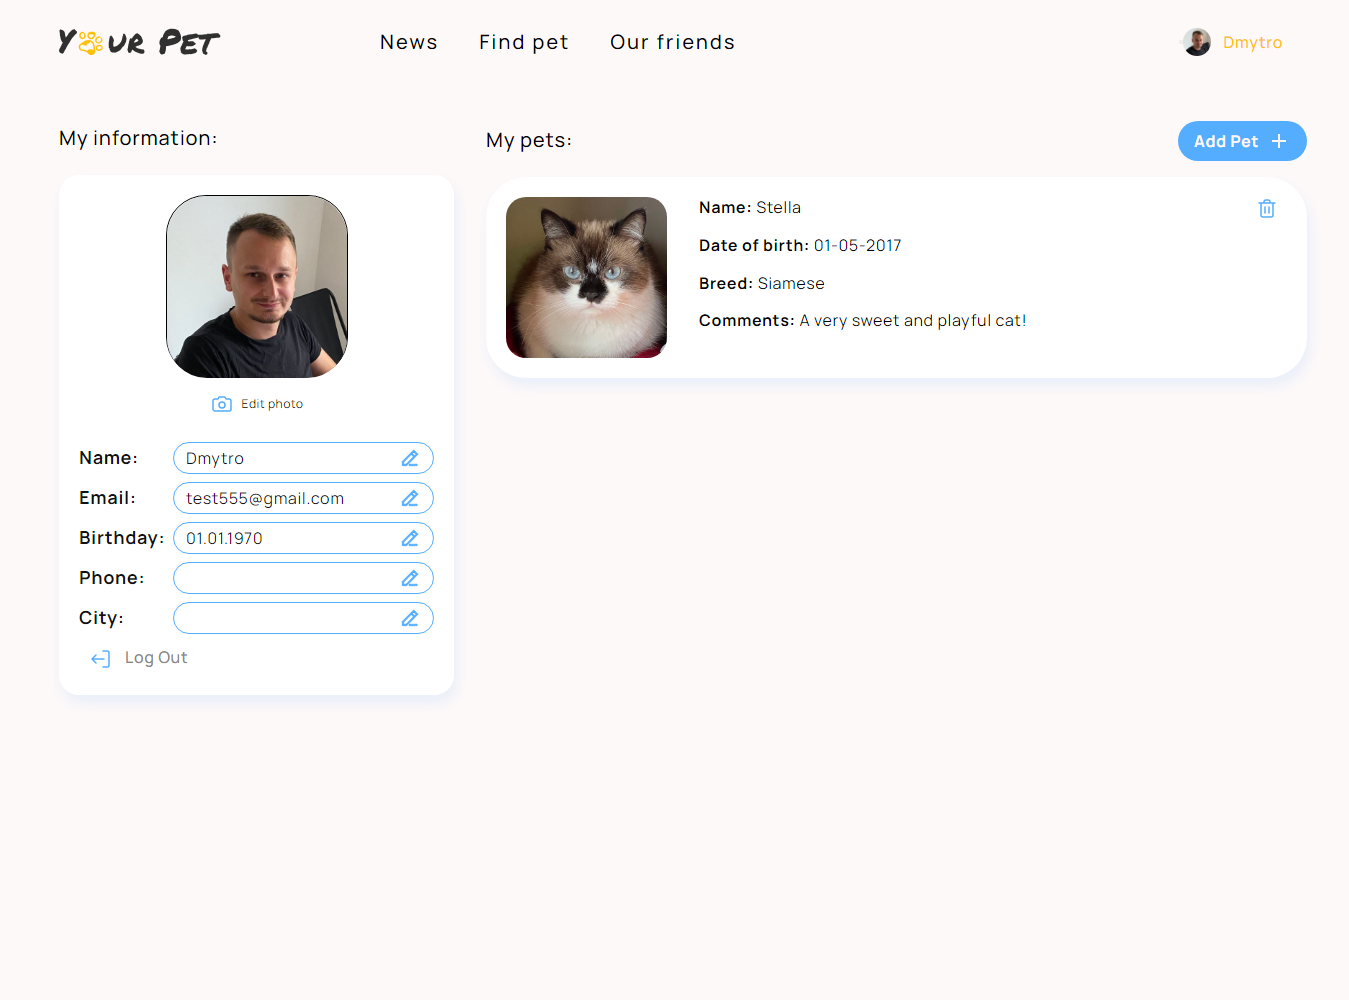 Your Pet
News Find pet Our friends
Dmytro
My information:
Edit photo
Name: Dmytro
Email: test555@gmail.com
Birthday: 01.01.1970
Phone:
City:
Log Out
My pets:
Add Pet
Name: Stella
Date of birth: 01-05-2017
Breed: Siamese
Comments: A very sweet and playful cat!